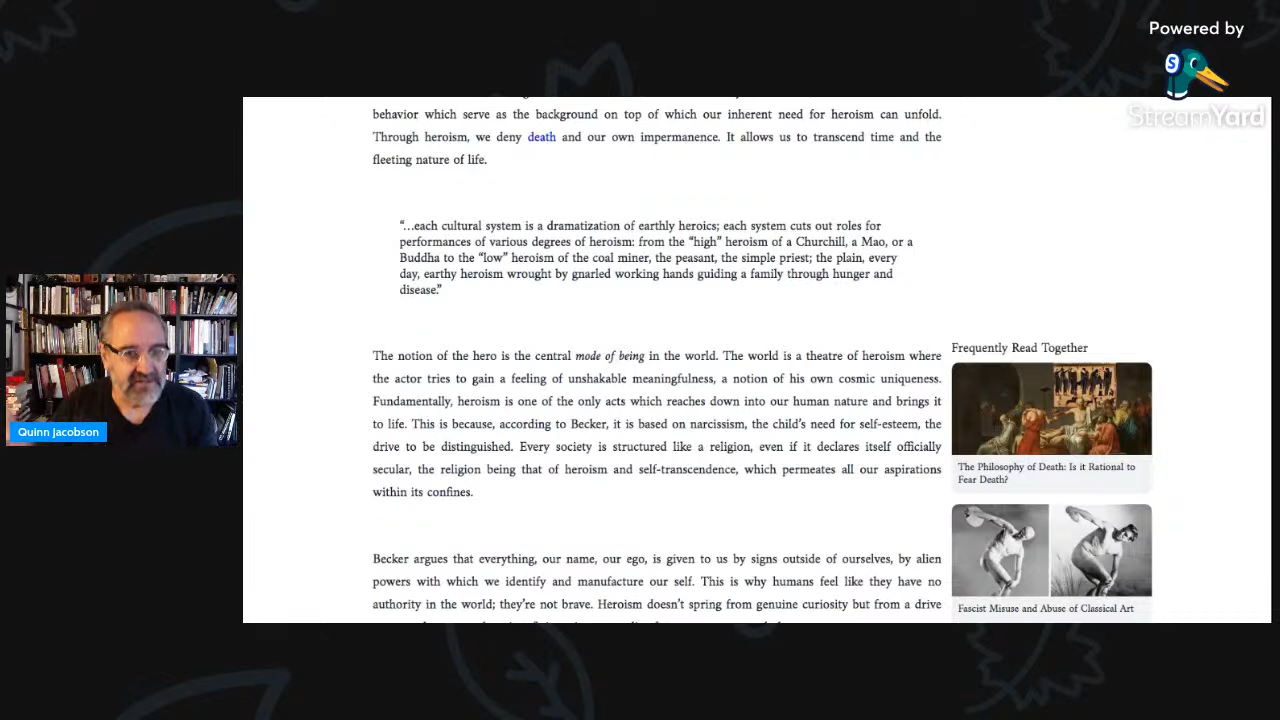 Powered by
S
StreamYard
behavior which serve as the background on top of which our inherent need for heroism can unfold.
Through heroism, we deny death and our own impermanence. It allows us to transcend time and the
fleeting nature of life.
“…each cultural system is a dramatization of earthly heroics; each system cuts out roles for
performances of various degrees of heroism: from the “high” heroism of a Churchill, a Mao, or a
Buddha to the “low” heroism of the coal miner, the peasant, the simple priest; the plain, every
day, earthy heroism wrought by gnarled working hands guiding a family through hunger and
disease.”
The notion of the hero is the central mode of being in the world. The world is a theatre of heroism where
the actor tries to gain a feeling of unshakable meaningfulness, a notion of his own cosmic uniqueness.
Fundamentally, heroism is one of the only acts which reaches down into our human nature and brings it
to life. This is because, according to Becker, it is based on narcissism, the child’s need for self-esteem, the
drive to be distinguished. Every society is structured like a religion, even if it declares itself officially
secular, the religion being that of heroism and self-transcendence, which permeates all our aspirations
within its confines.
Becker argues that everything, our name, our ego, is given to us by signs outside of ourselves, by alien
powers with which we identify and manufacture our self. This is why humans feel like they have no
authority in the world; they’re not brave. Heroism doesn’t spring from genuine curiosity but from a drive
Frequently Read Together
The Philosophy of Death: Is it Rational to
Fear Death?
Fascist Misuse and Abuse of Classical Art
Quinn Jacobson